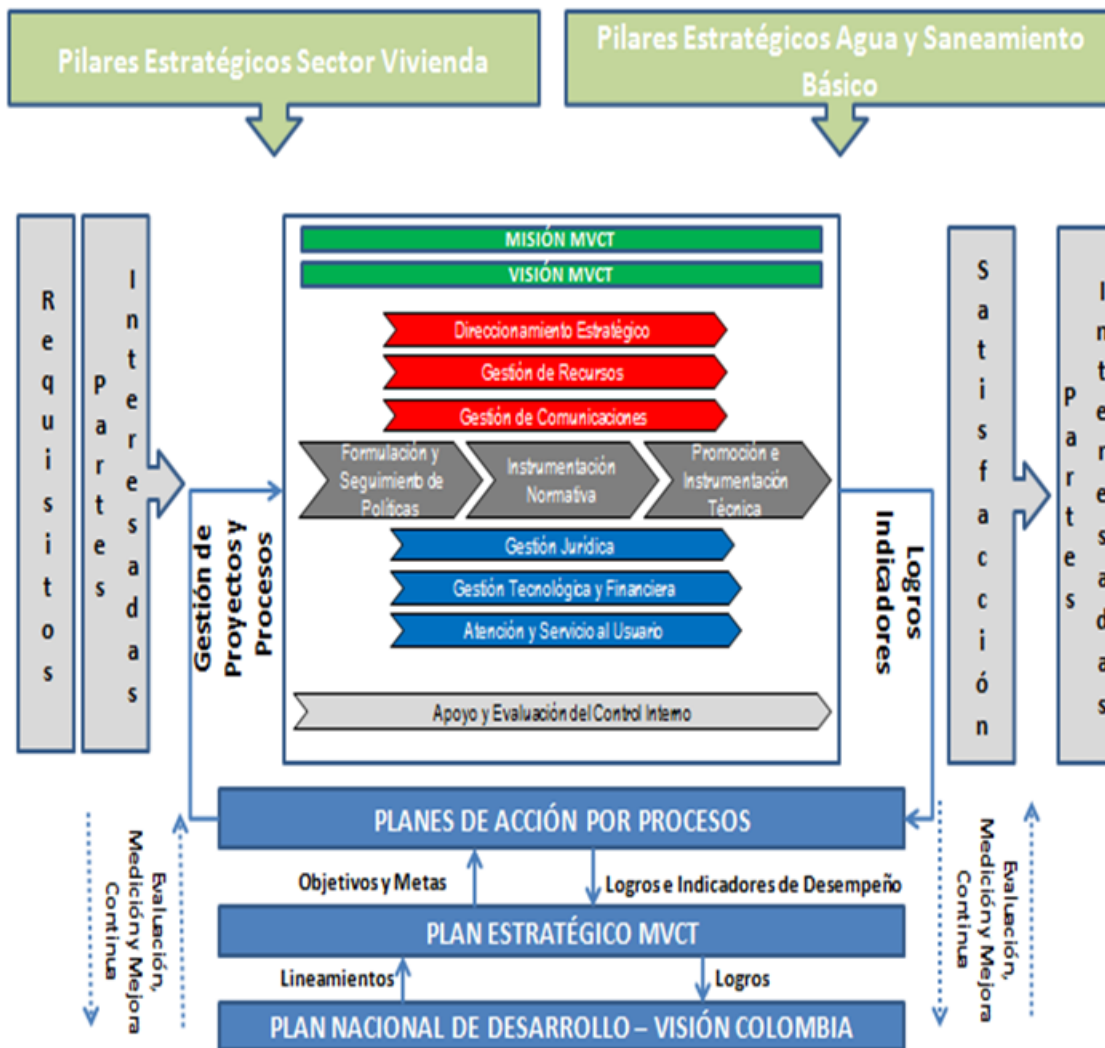 Pilares Estratégicos Sector Vivienda
Pilares Estratégicos Agua y Saneamiento
Básico
Requisitos
Partes
Interesadas
MISIÓN MVCT
VISIÓN MVCT
Direccionamiento Estratégico
Gestión de Recursos
Gestión de Comunicaciones
Formulación y
Seguimiento de
Políticas
Instrumentación
Normativa
Promoción e
Instrumentación
Técnica
Gestión Jurídica
Gestión Tecnológica y Financiera
Atención y Servicio al Usuario
Apoyo y Evaluación del Control Interno
Gestión de
Proyectos y
Procesos
Logros
Indicadores
Satisfacción
Partes
Interesadas
PLANES DE ACCIÓN POR PROCESOS
Objetivos y Metas
Logros e Indicadores de Desempeño
PLAN ESTRATÉGICO MVCT
Lineamientos
Logros
PLAN NACIONAL DE DESARROLLO – VISIÓN COLOMBIA
Evaluación,
Medición y Mejora
Continua
Evaluación,
Medición y Mejora
Continua